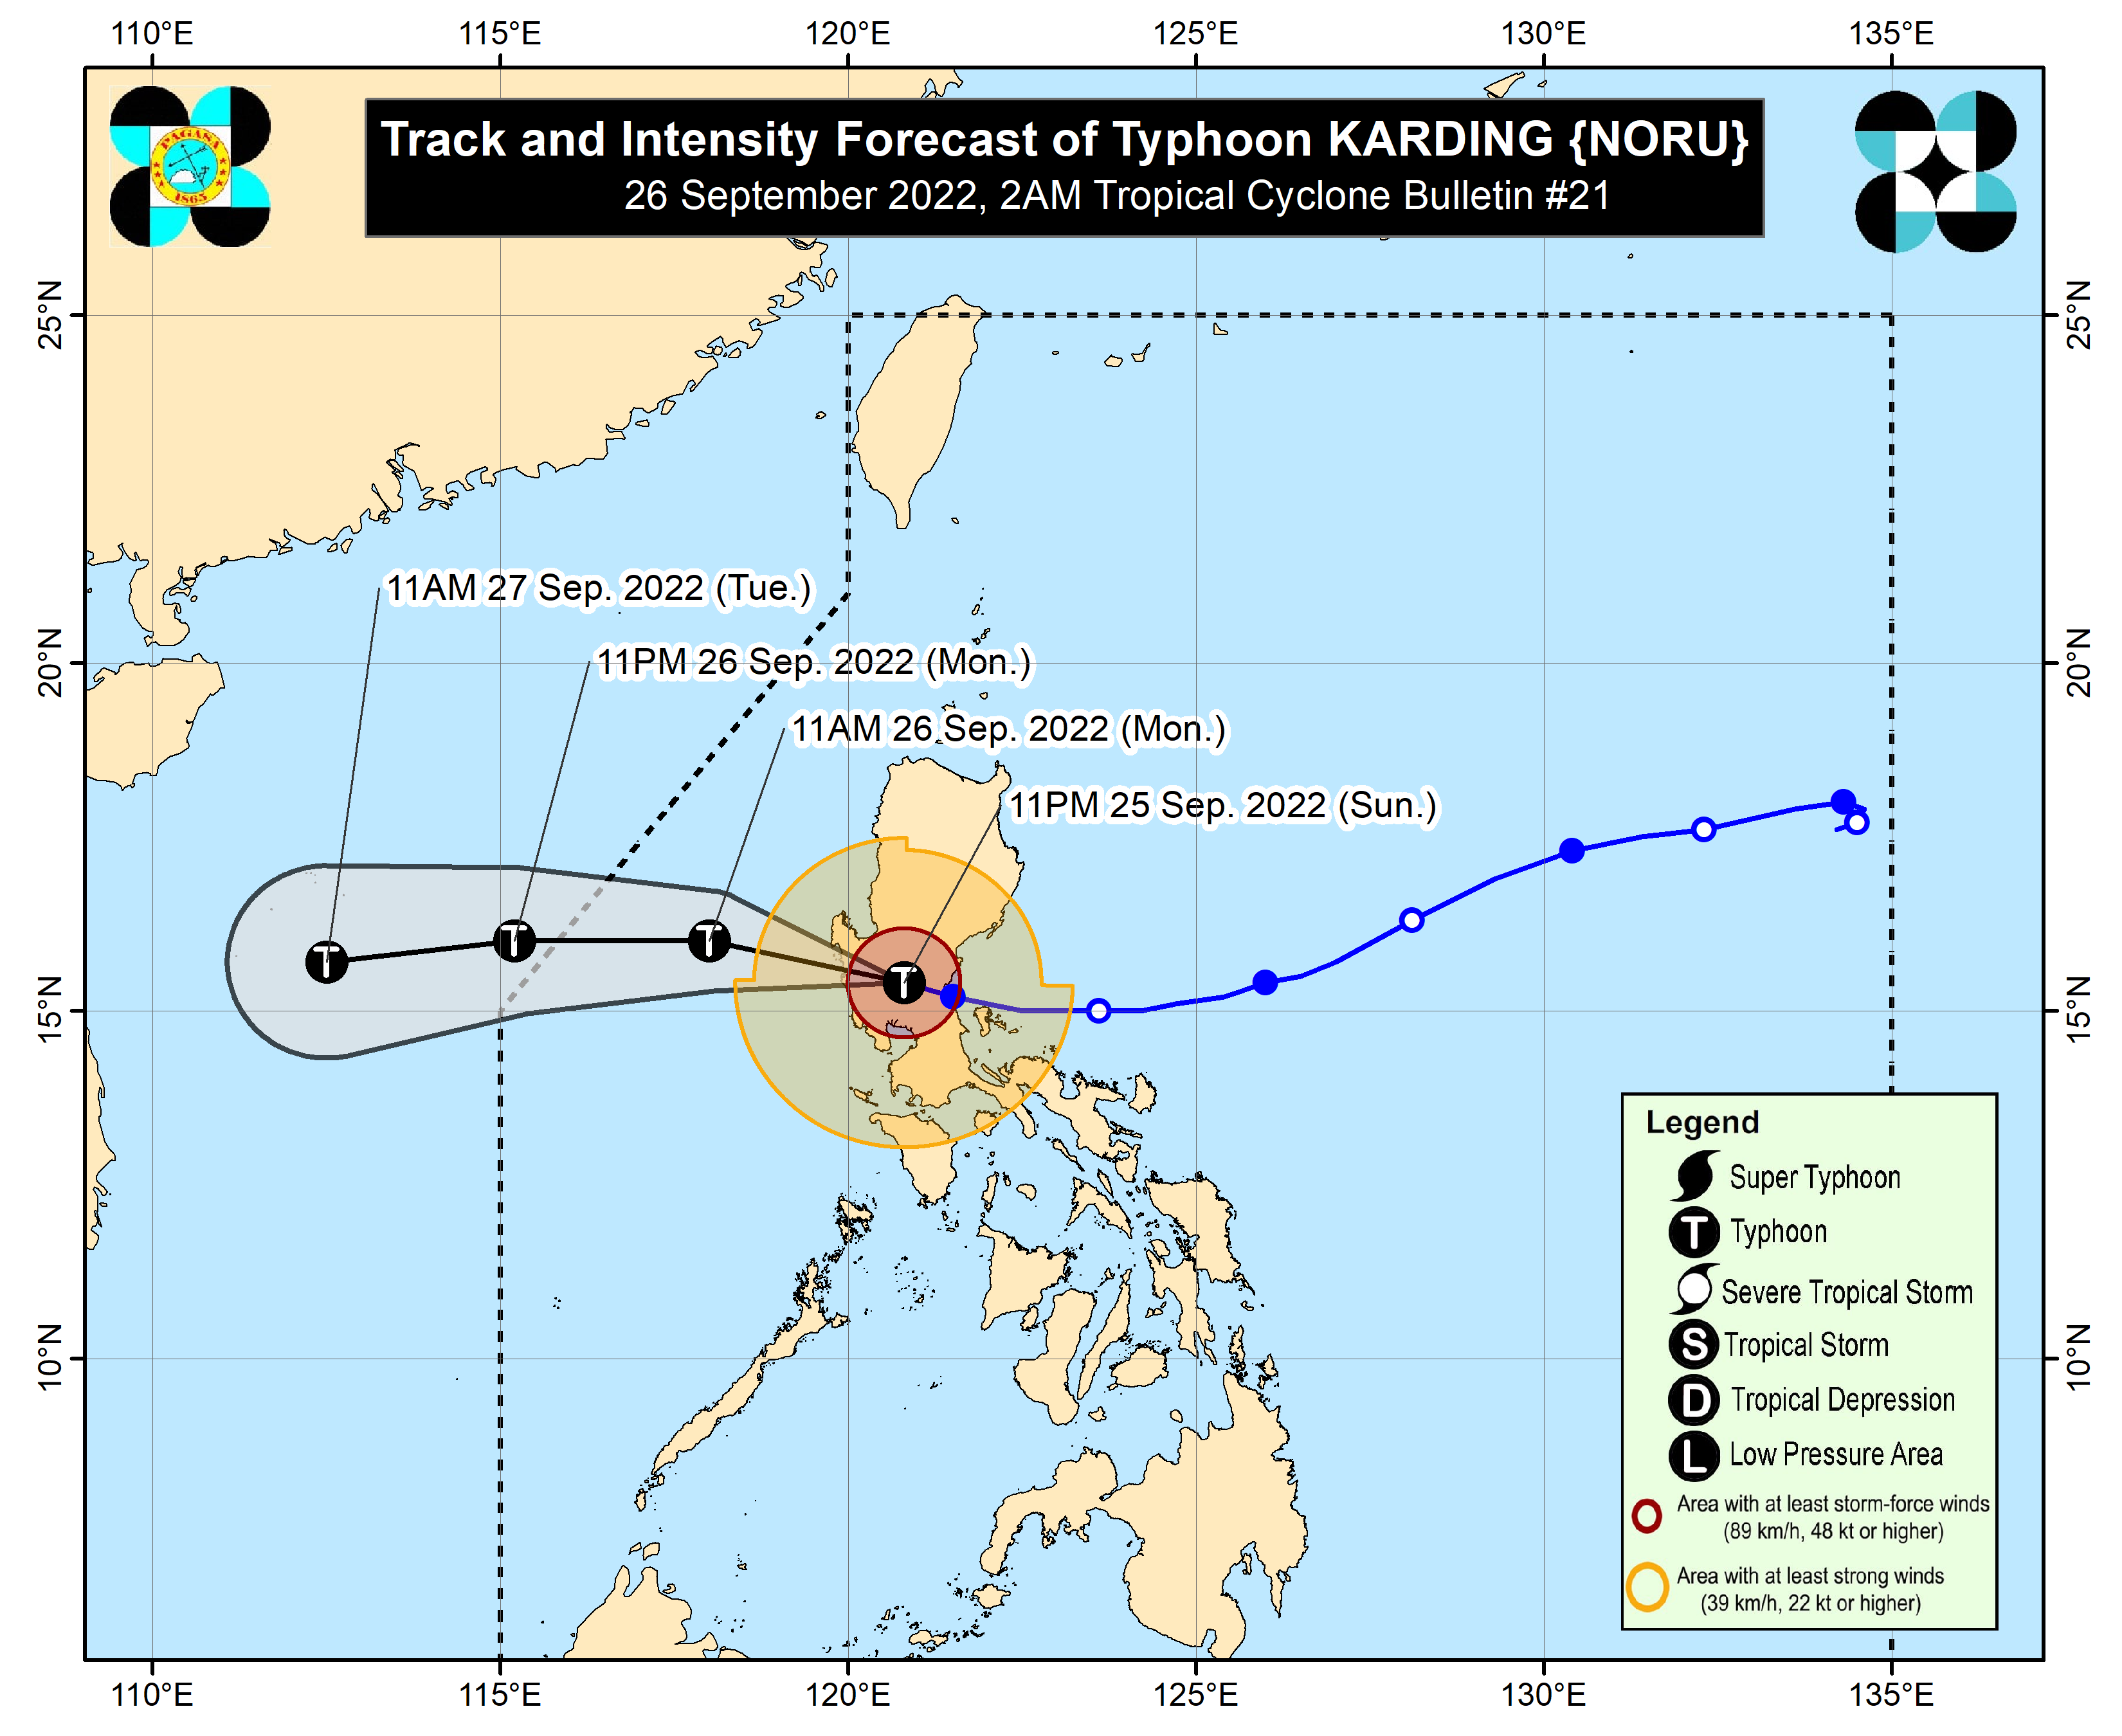 110°E 115°E 120°E 125°E 130°E 135°E
PAGASA
1865
Track and Intensity Forecast of Typhoon KARDING {NORU}
26 September 2022, 2AM Tropical Cyclone Bulletin #21
25°N 25°N
11AM 27 Sep. 2022 (Tue.)
20°N 20°N
11PM 26 Sep. 2022 (Mon.)
11AM 26 Sep. 2022 (Mon.)
11PM 25 Sep. 2022 (Sun.)
T T T T
15°N 15°N
Legend
Super Typhoon
T Typhoon
Severe Tropical Storm
S Tropical Storm
10°N 10°N
D Tropical Depression
L Low Pressure Area
Area with at least storm-force winds
(89 km/h, 48 kt or higher)
Area with at least strong winds
(39 km/h, 22 kt or higher)
110°E 115°E 120°E 125°E 130°E 135°E